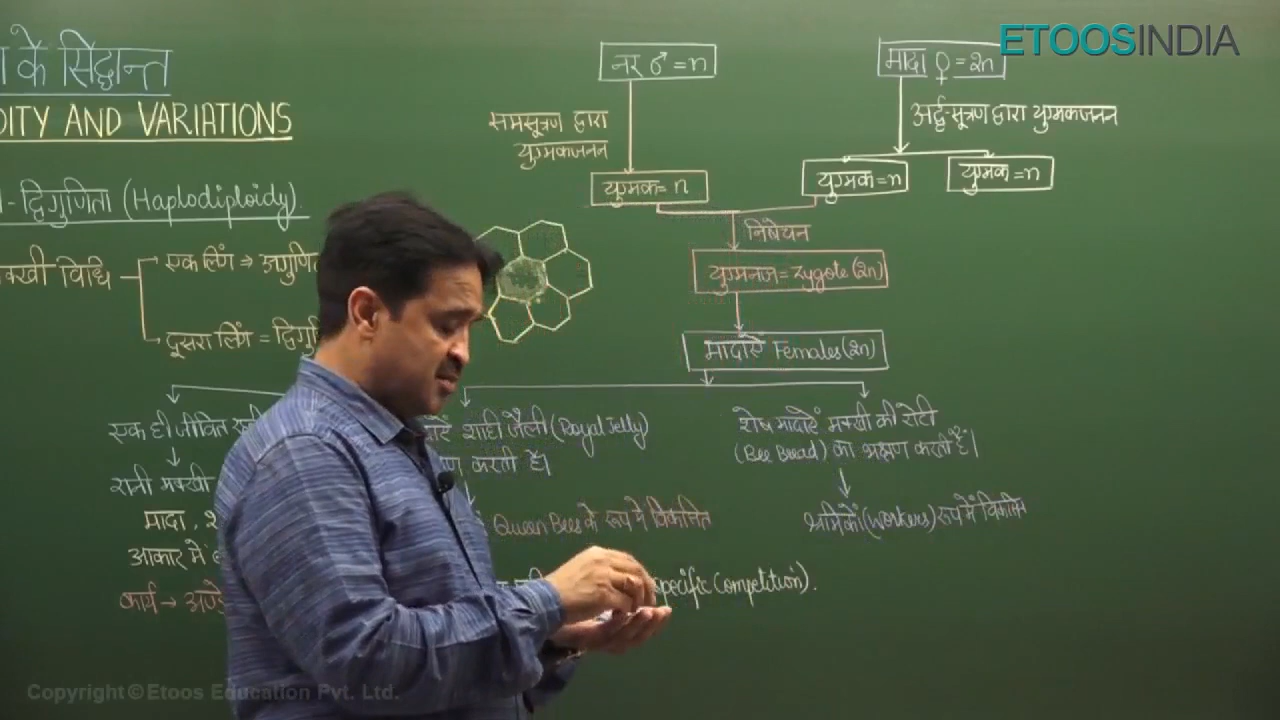 के सिद्धान्त
DITY AND VARIATIONS
- द्विगुणिता (Haplodiploidy).
विधि
एक लिंग ⇒ अगुणि
दूसरा लिंग = द्विगु
नर ♂ = n
मादा ♀ = 2n
ETOOSINDIA
समसूत्रण द्वारा
युग्मकजनन
अर्द्ध-सूत्रण द्वारा युग्मकजनन
युग्मक = n
युग्मक = n
युग्मक = n
निषेचन
युग्मनज = Zygote (2n)
मादाएँ Females (2n)
एक ही जीवित
रानी मक्खी
मादा,
आकार में
कार्य → अण्डे
शाही जैली (Royal Jelly)
करती हैं।
Queen Bees के रूप में विकसित
specific Competition).
शेष मादाएँ मक्खी की रोटी
(Bee Bread) का भक्षण करती हैं।
श्रमिकों (Workers) रूप में विकसित
Copyright © Etoos Education Pvt. Ltd.